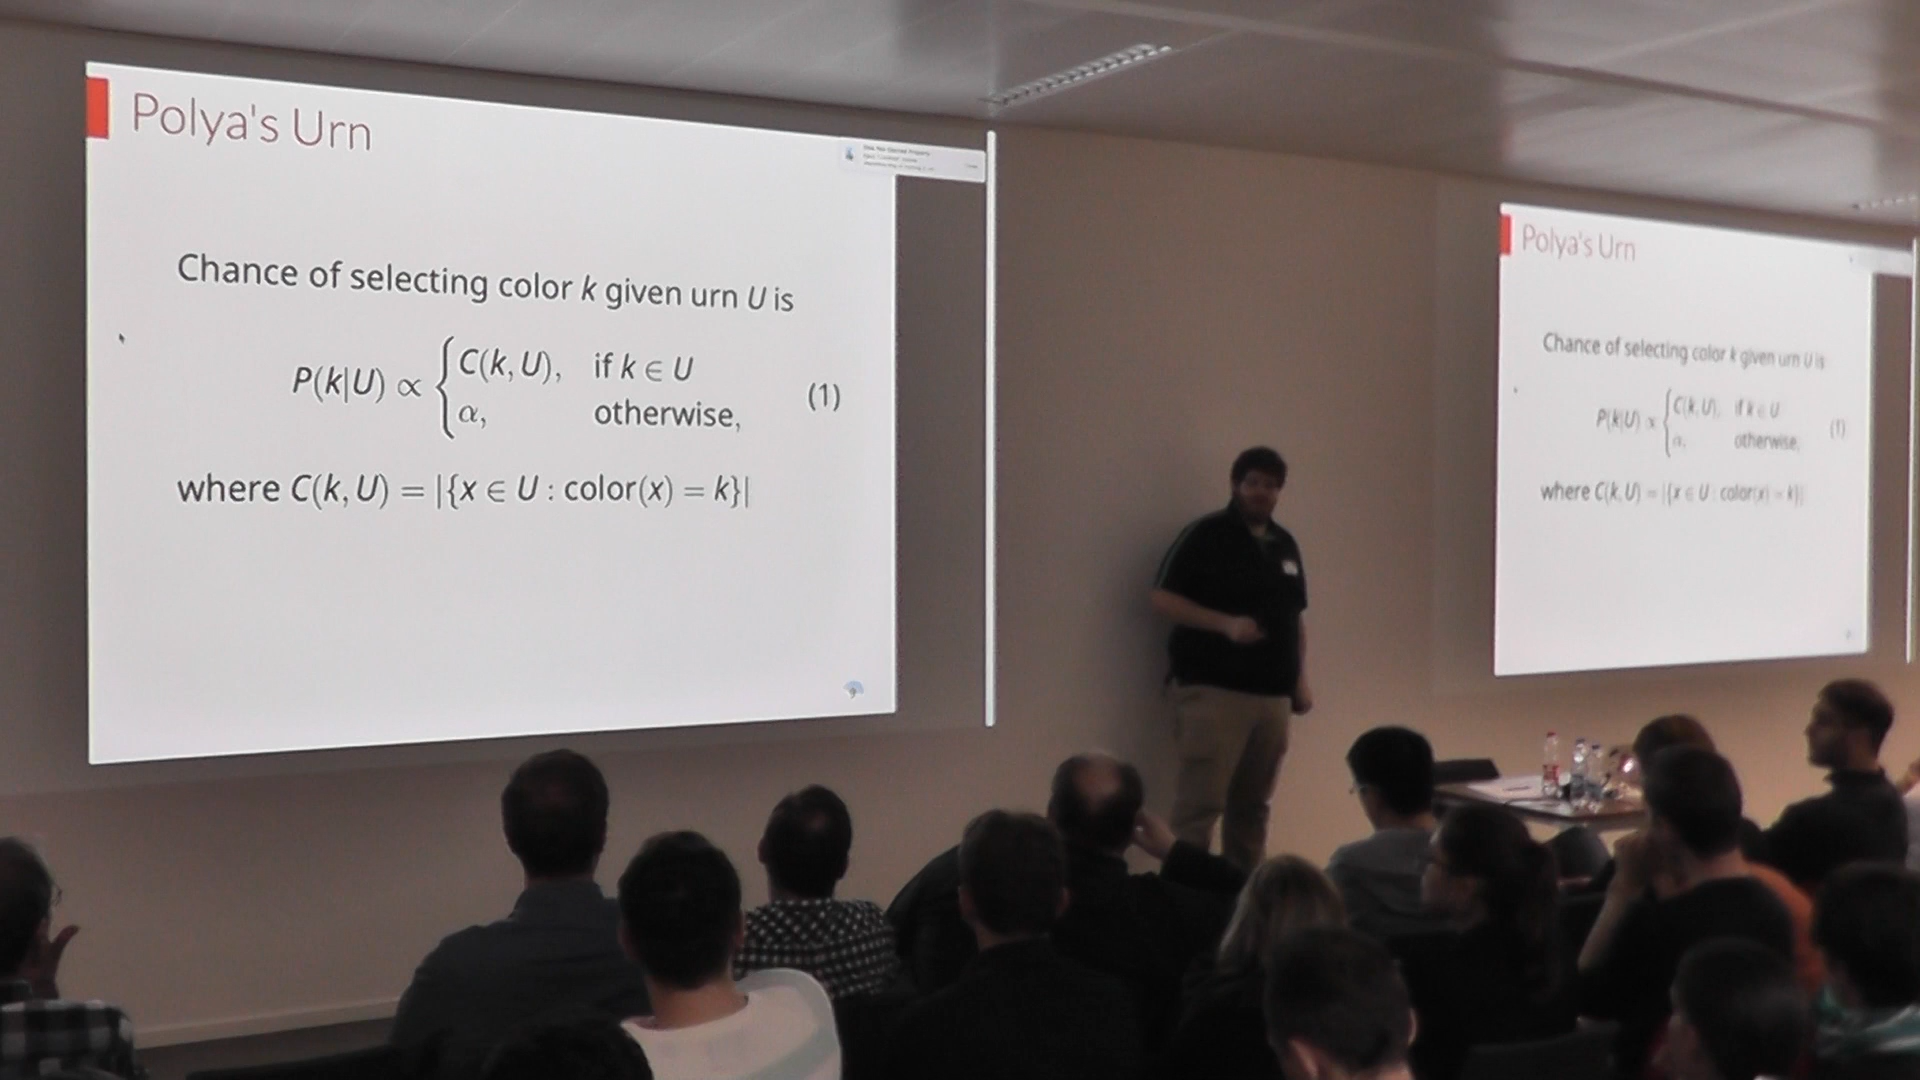 Polya's Urn
Chance of selecting color k given urn U is
P(k|U) ∝ { C(k, U), if k ∈ U
α, otherwise,
(1)
where C(k, U) = |{x ∈ U : color(x) = k}|
9
Polya's Urn
Chance of selecting color k given urn U is
P(k|U) ∝ { C(k, U), if k ∈ U
α, otherwise,
(1)
where C(k, U) = |{x ∈ U : color(x) = k}|